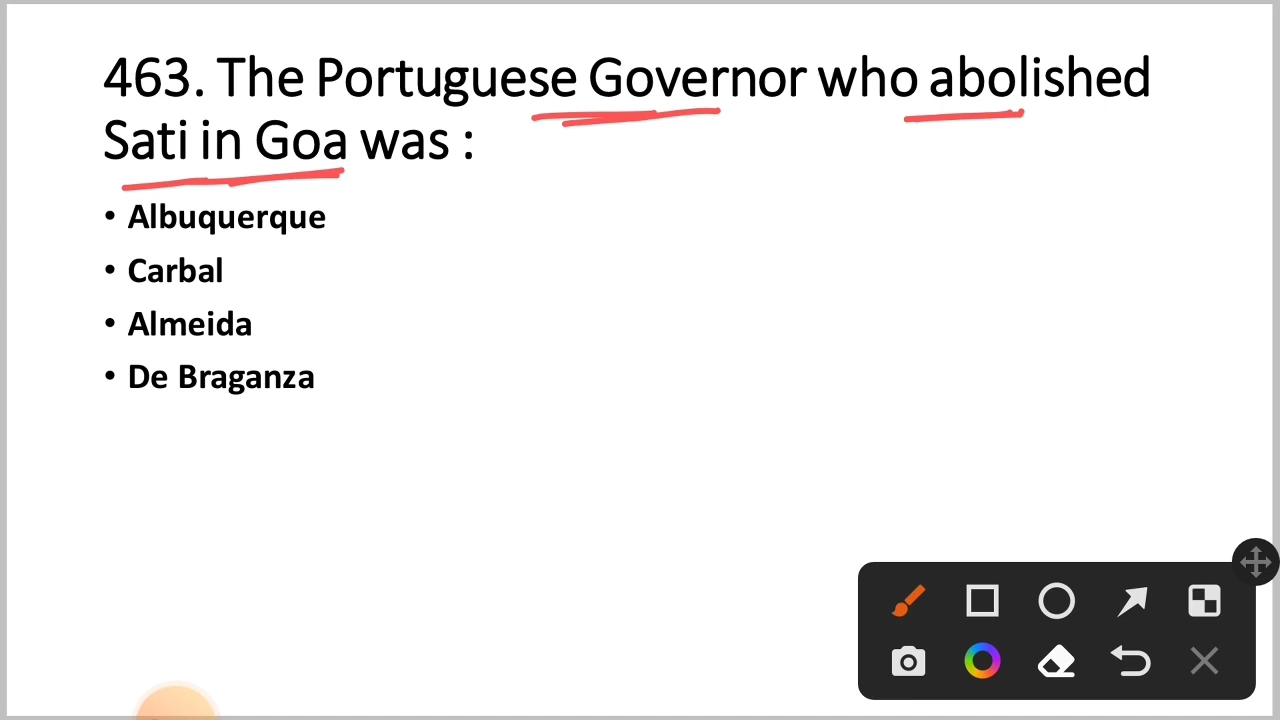 463. The Portuguese Governor who abolished
Sati in Goa was :
• Albuquerque
• Carbal
• Almeida
• De Braganza